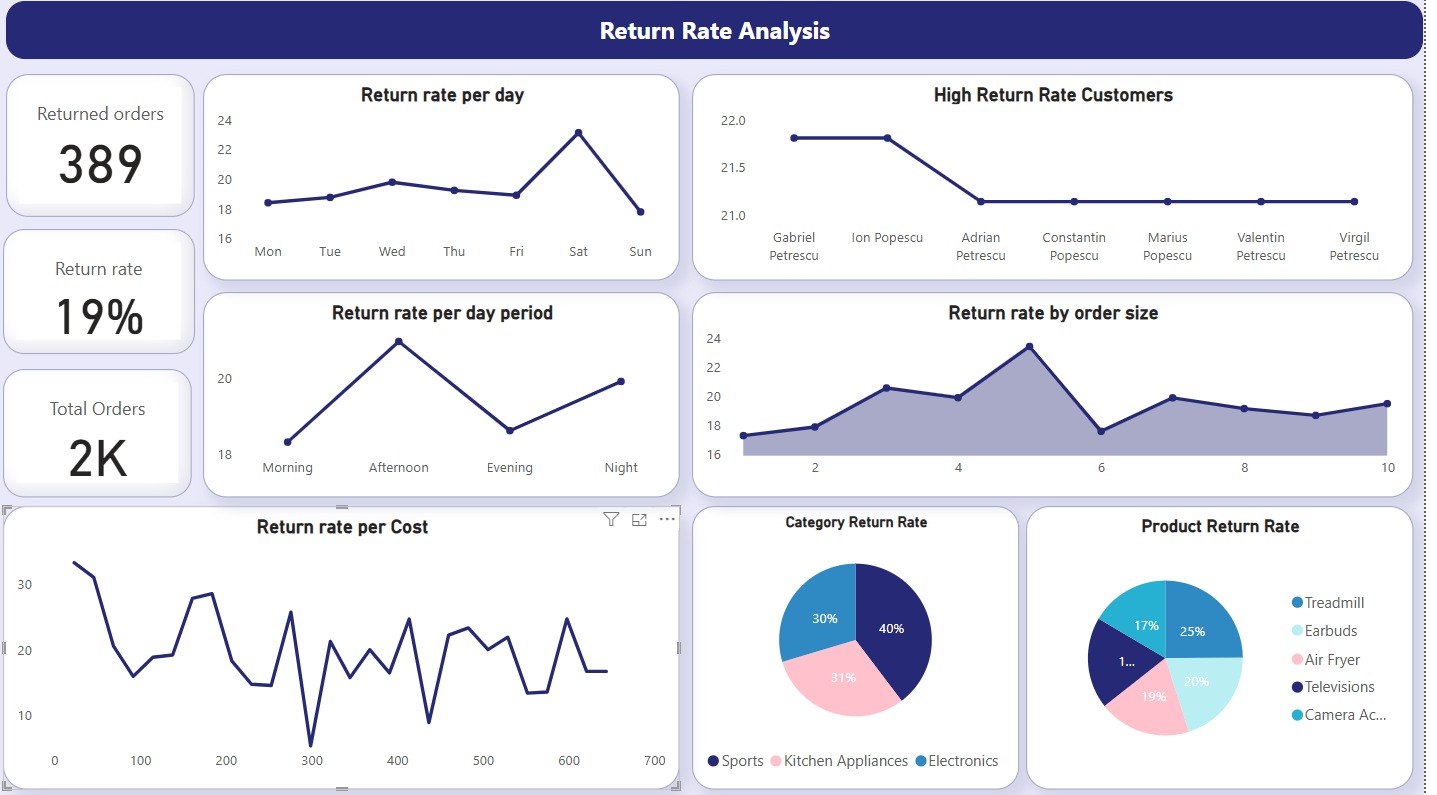 Return Rate Analysis
Returned orders
389
Return rate
19%
Total Orders
2K
Return rate per day
24
22
20
18
16
Mon Tue Wed Thu Fri Sat Sun
High Return Rate Customers
22.0
21.5
21.0
Gabriel Petrescu
Ion Popescu
Adrian Petrescu
Constantin Popescu
Marius Popescu
Valentin Petrescu
Virgil Petrescu
Return rate per day period
20
18
Morning Afternoon Evening Night
Return rate by order size
24
22
20
18
16
2 4 6 8 10
Return rate per Cost
30
20
10
0 100 200 300 400 500 600 700
Category Return Rate
30%
40%
31%
Sports Kitchen Appliances Electronics
Product Return Rate
17%
25%
1...
20%
19%
Treadmill
Earbuds
Air Fryer
Televisions
Camera Ac...